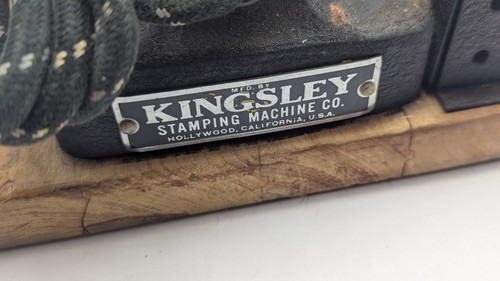 MFD. BY
KINGSLEY
STAMPING MACHINE CO.
HOLLYWOOD, CALIFORNIA, U.S.A.